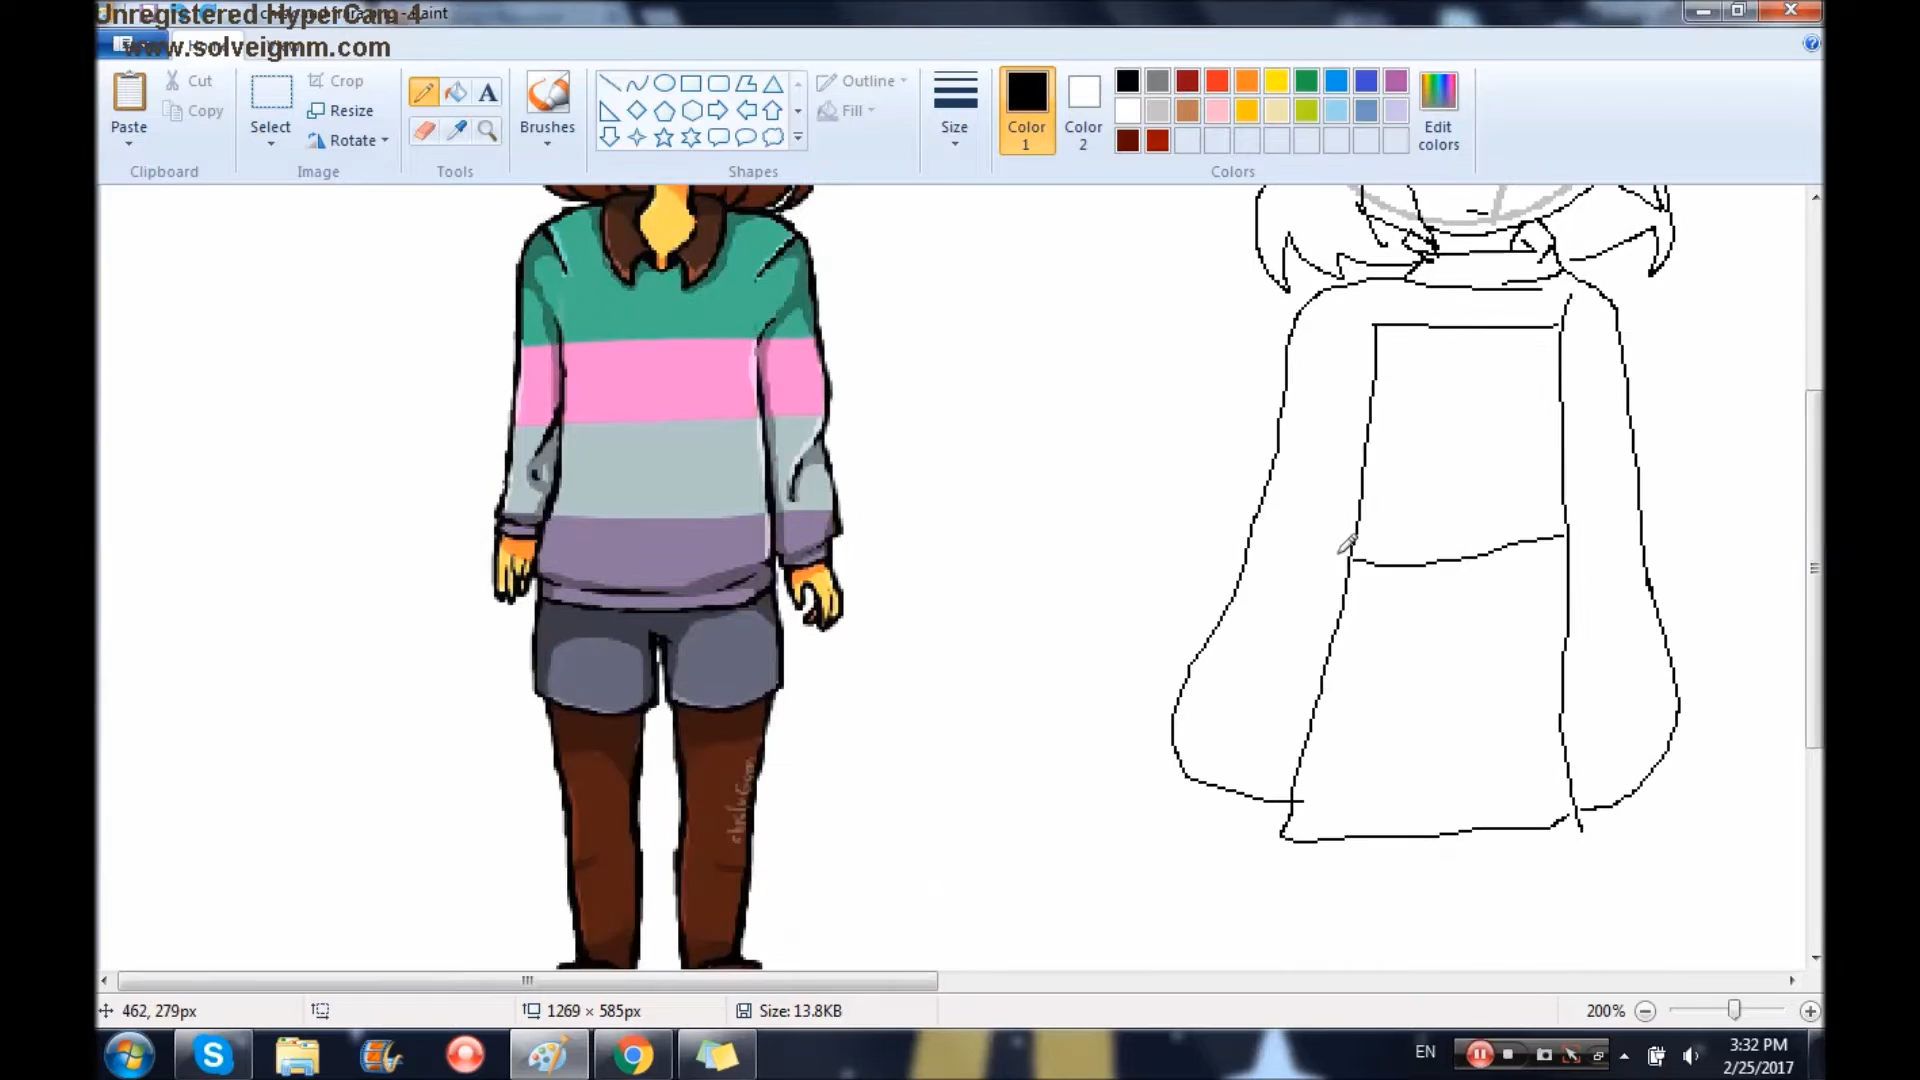 Unregistered HyperCam 4
- Paint
www.solveigmm.com
Cut
Copy
Paste
Clipboard
Crop
Resize
Rotate
Select
Image
A
Tools
Brushes
Outline
Fill
Shapes
Size
Color
1
Color
2
Edit
colors
Colors
462, 279px
1269 × 585px
Size: 13.8KB
200%
EN
3:32 PM
2/25/2017